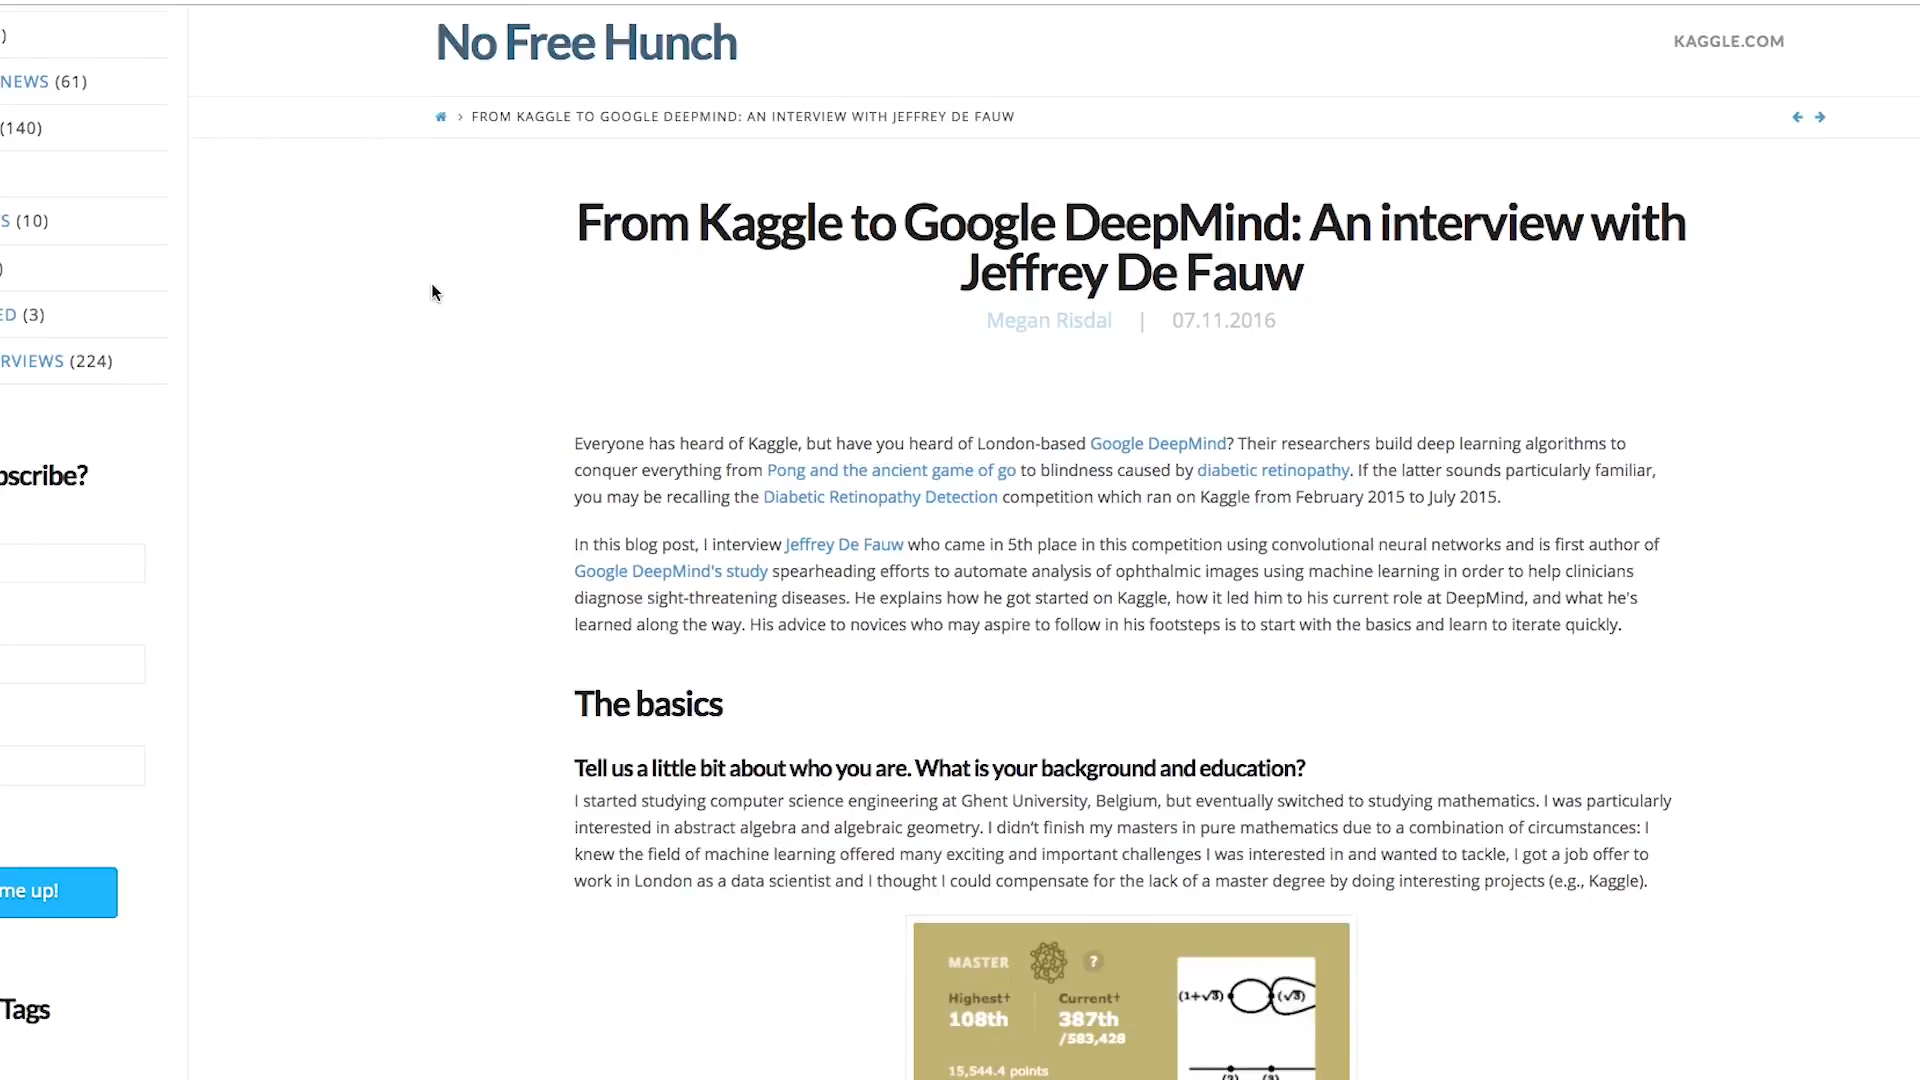 No Free Hunch
KAGGLE.COM
FROM KAGGLE TO GOOGLE DEEPMIND: AN INTERVIEW WITH JEFFREY DE FAUW
)
NEWS (61)
(140)
S (10)
)
ED (3)
RVIEWS (224)
bscribe?
me up!
Tags
From Kaggle to Google DeepMind: An interview with
Jeffrey De Fauw
Megan Risdal | 07.11.2016
Everyone has heard of Kaggle, but have you heard of London-based Google DeepMind? Their researchers build deep learning algorithms to
conquer everything from Pong and the ancient game of go to blindness caused by diabetic retinopathy. If the latter sounds particularly familiar,
you may be recalling the Diabetic Retinopathy Detection competition which ran on Kaggle from February 2015 to July 2015.
In this blog post, I interview Jeffrey De Fauw who came in 5th place in this competition using convolutional neural networks and is first author of
Google DeepMind's study spearheading efforts to automate analysis of ophthalmic images using machine learning in order to help clinicians
diagnose sight-threatening diseases. He explains how he got started on Kaggle, how it led him to his current role at DeepMind, and what he's
learned along the way. His advice to novices who may aspire to follow in his footsteps is to start with the basics and learn to iterate quickly.
The basics
Tell us a little bit about who you are. What is your background and education?
I started studying computer science engineering at Ghent University, Belgium, but eventually switched to studying mathematics. I was particularly
interested in abstract algebra and algebraic geometry. I didn't finish my masters in pure mathematics due to a combination of circumstances: I
knew the field of machine learning offered many exciting and important challenges I was interested in and wanted to tackle, I got a job offer to
work in London as a data scientist and I thought I could compensate for the lack of a master degree by doing interesting projects (e.g., Kaggle).
MASTER ?
Highest† Current†
108th 387th
/583,428
15,544.4 points
(1+√3) (√3)